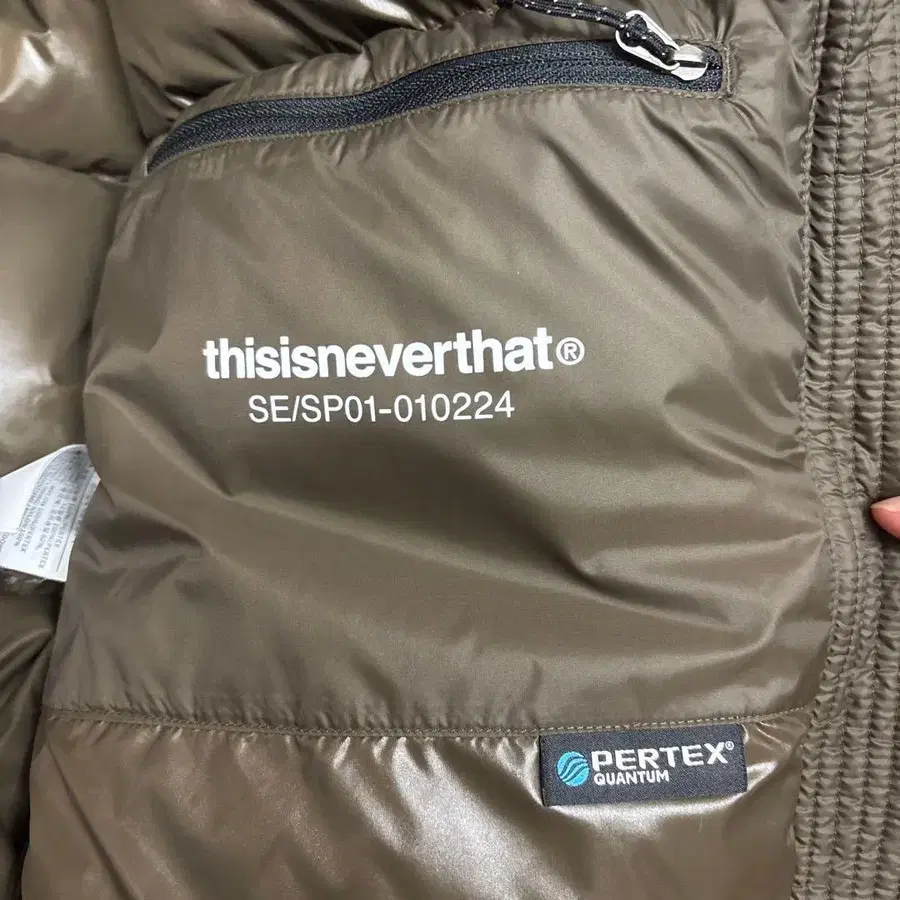 thisisneverthat®
SE/SP01-010224
PERTEX®
QUANTUM